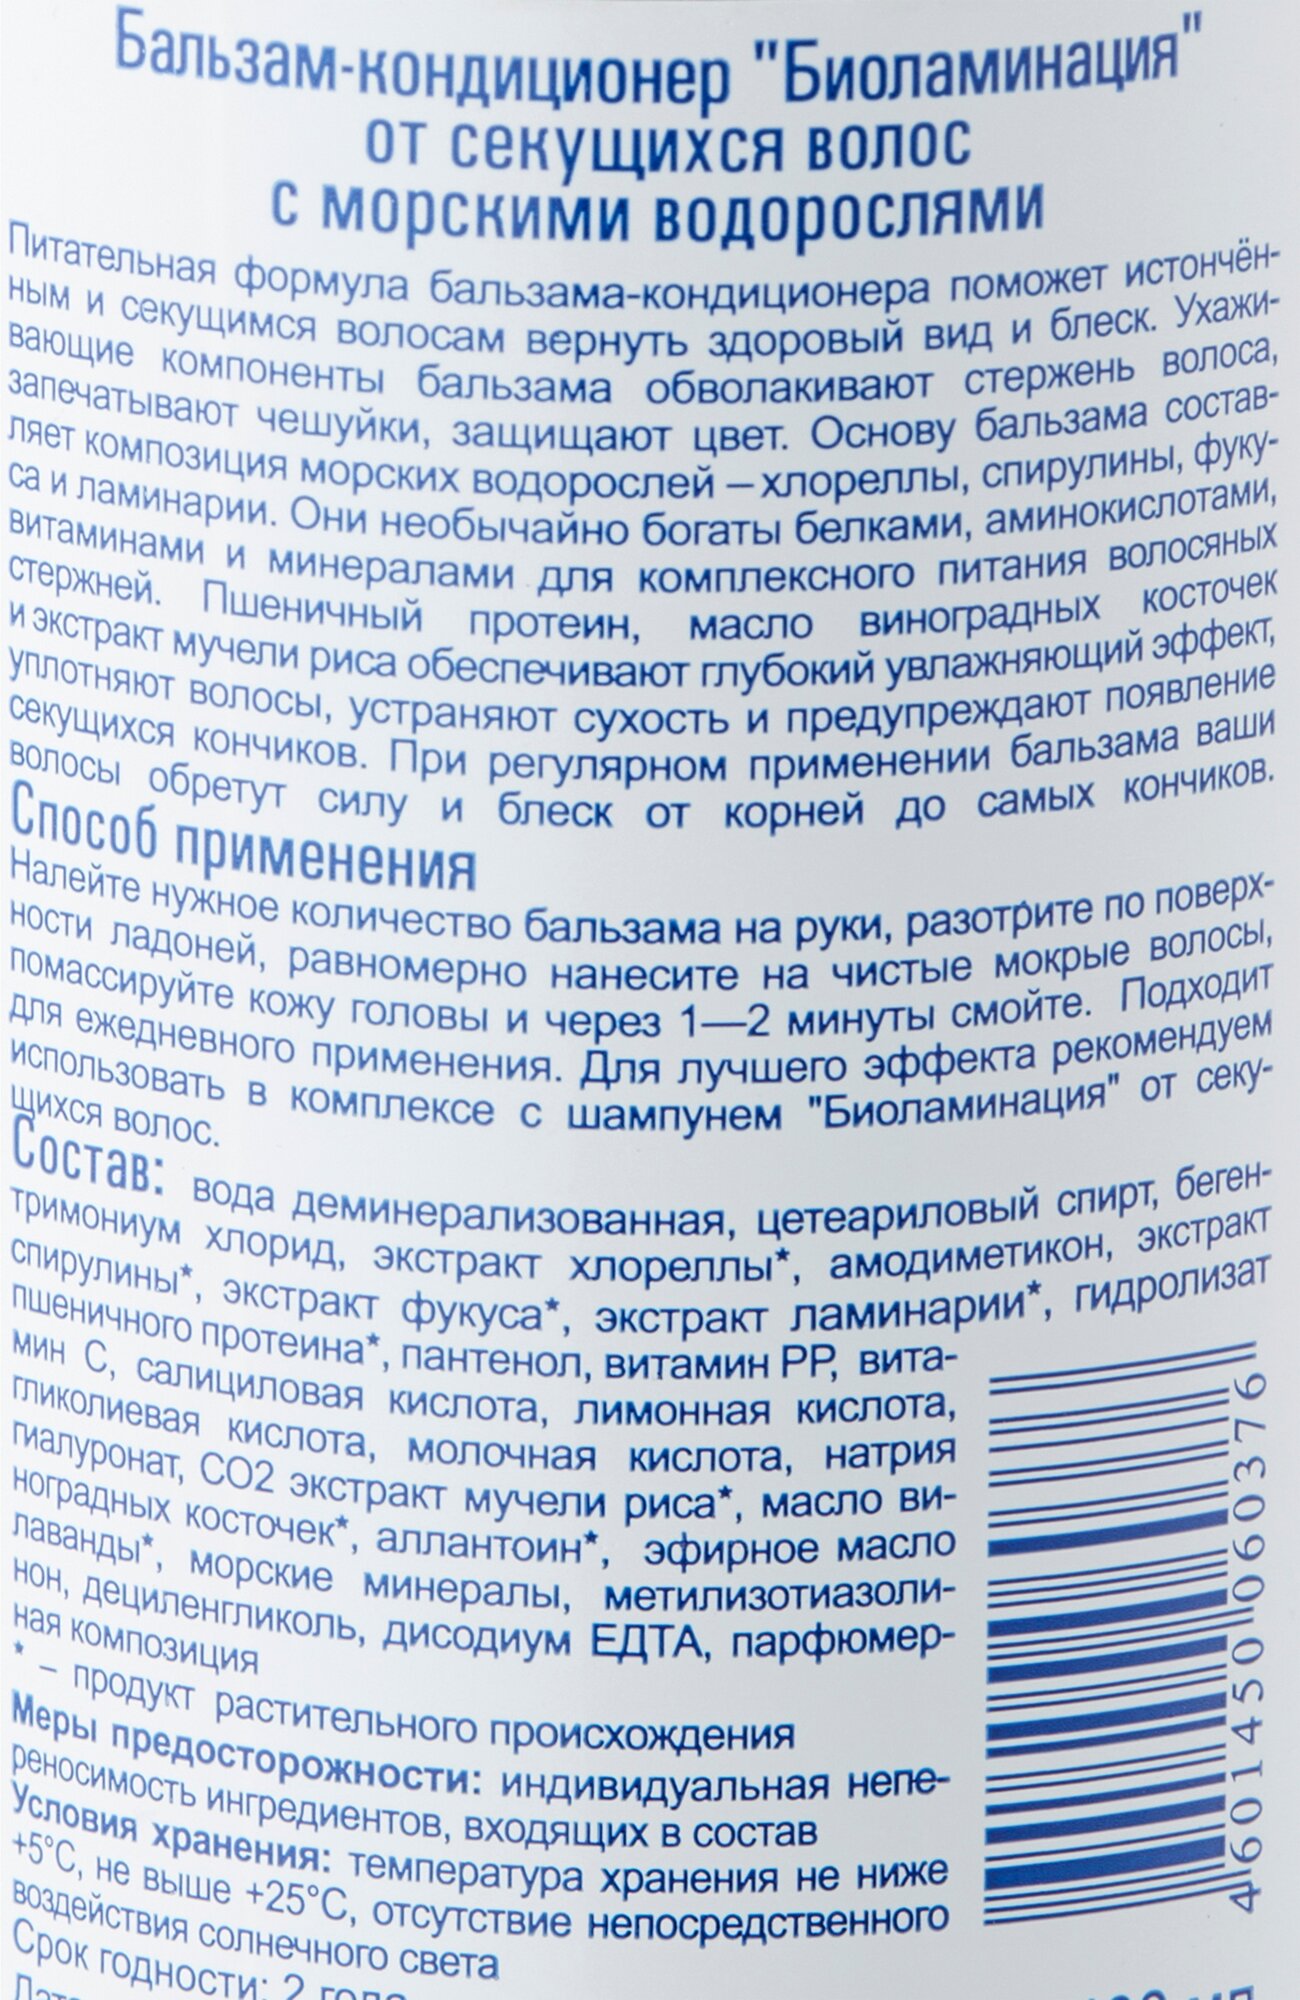 Бальзам-кондиционер "Биоламинация"
от секущихся волос
с морскими водорослями
Питательная формула бальзама-кондиционера поможет истончён-
ным и секущимся волосам вернуть здоровый вид и блеск. Ухажи-
вающие компоненты бальзама обволакивают стержень волоса,
запечатывают чешуйки, защищают цвет. Основу бальзама состав-
ляет композиция морских водорослей – хлореллы, спирулины, фуку-
са и ламинарии. Они необычайно богаты белками, аминокислотами,
витаминами и минералами для комплексного питания волосяных
стержней. Пшеничный протеин, масло виноградных косточек
и экстракт мучели риса обеспечивают глубокий увлажняющий эффект,
уплотняют волосы, устраняют сухость и предупреждают появление
секущихся кончиков. При регулярном применении бальзама ваши
волосы обретут силу и блеск от корней до самых кончиков.
Способ применения
Налейте нужное количество бальзама на руки, разотрите по поверх-
ности ладоней, равномерно нанесите на чистые мокрые волосы,
помассируйте кожу головы и через 1—2 минуты смойте. Подходит
для ежедневного применения. Для лучшего эффекта рекомендуем
использовать в комплексе с шампунем "Биоламинация" от секу-
щихся волос.
Состав: вода деминерализованная, цетеариловый спирт, беген-
тримониум хлорид, экстракт хлореллы*, амодиметикон, экстракт
спирулины*, экстракт фукуса*, экстракт ламинарии*, гидролизат
пшеничного протеина*, пантенол, витамин РР, вита-
мин С, салициловая кислота, лимонная кислота,
гликолиевая кислота, молочная кислота, натрия
гиалуронат, СО2 экстракт мучели риса*, масло ви-
ноградных косточек*, аллантоин*, эфирное масло
лаванды*, морские минералы, метилизотиазоли-
нон, дециленгликоль, дисодиум ЕДТА, парфюмер-
ная композиция
* – продукт растительного происхождения
Меры предосторожности: индивидуальная непе-
реносимость ингредиентов, входящих в состав
Условия хранения: температура хранения не ниже
+5°С, не выше +25°С, отсутствие непосредственного
воздействия солнечного света
Срок годности: 2 года
4601450060376